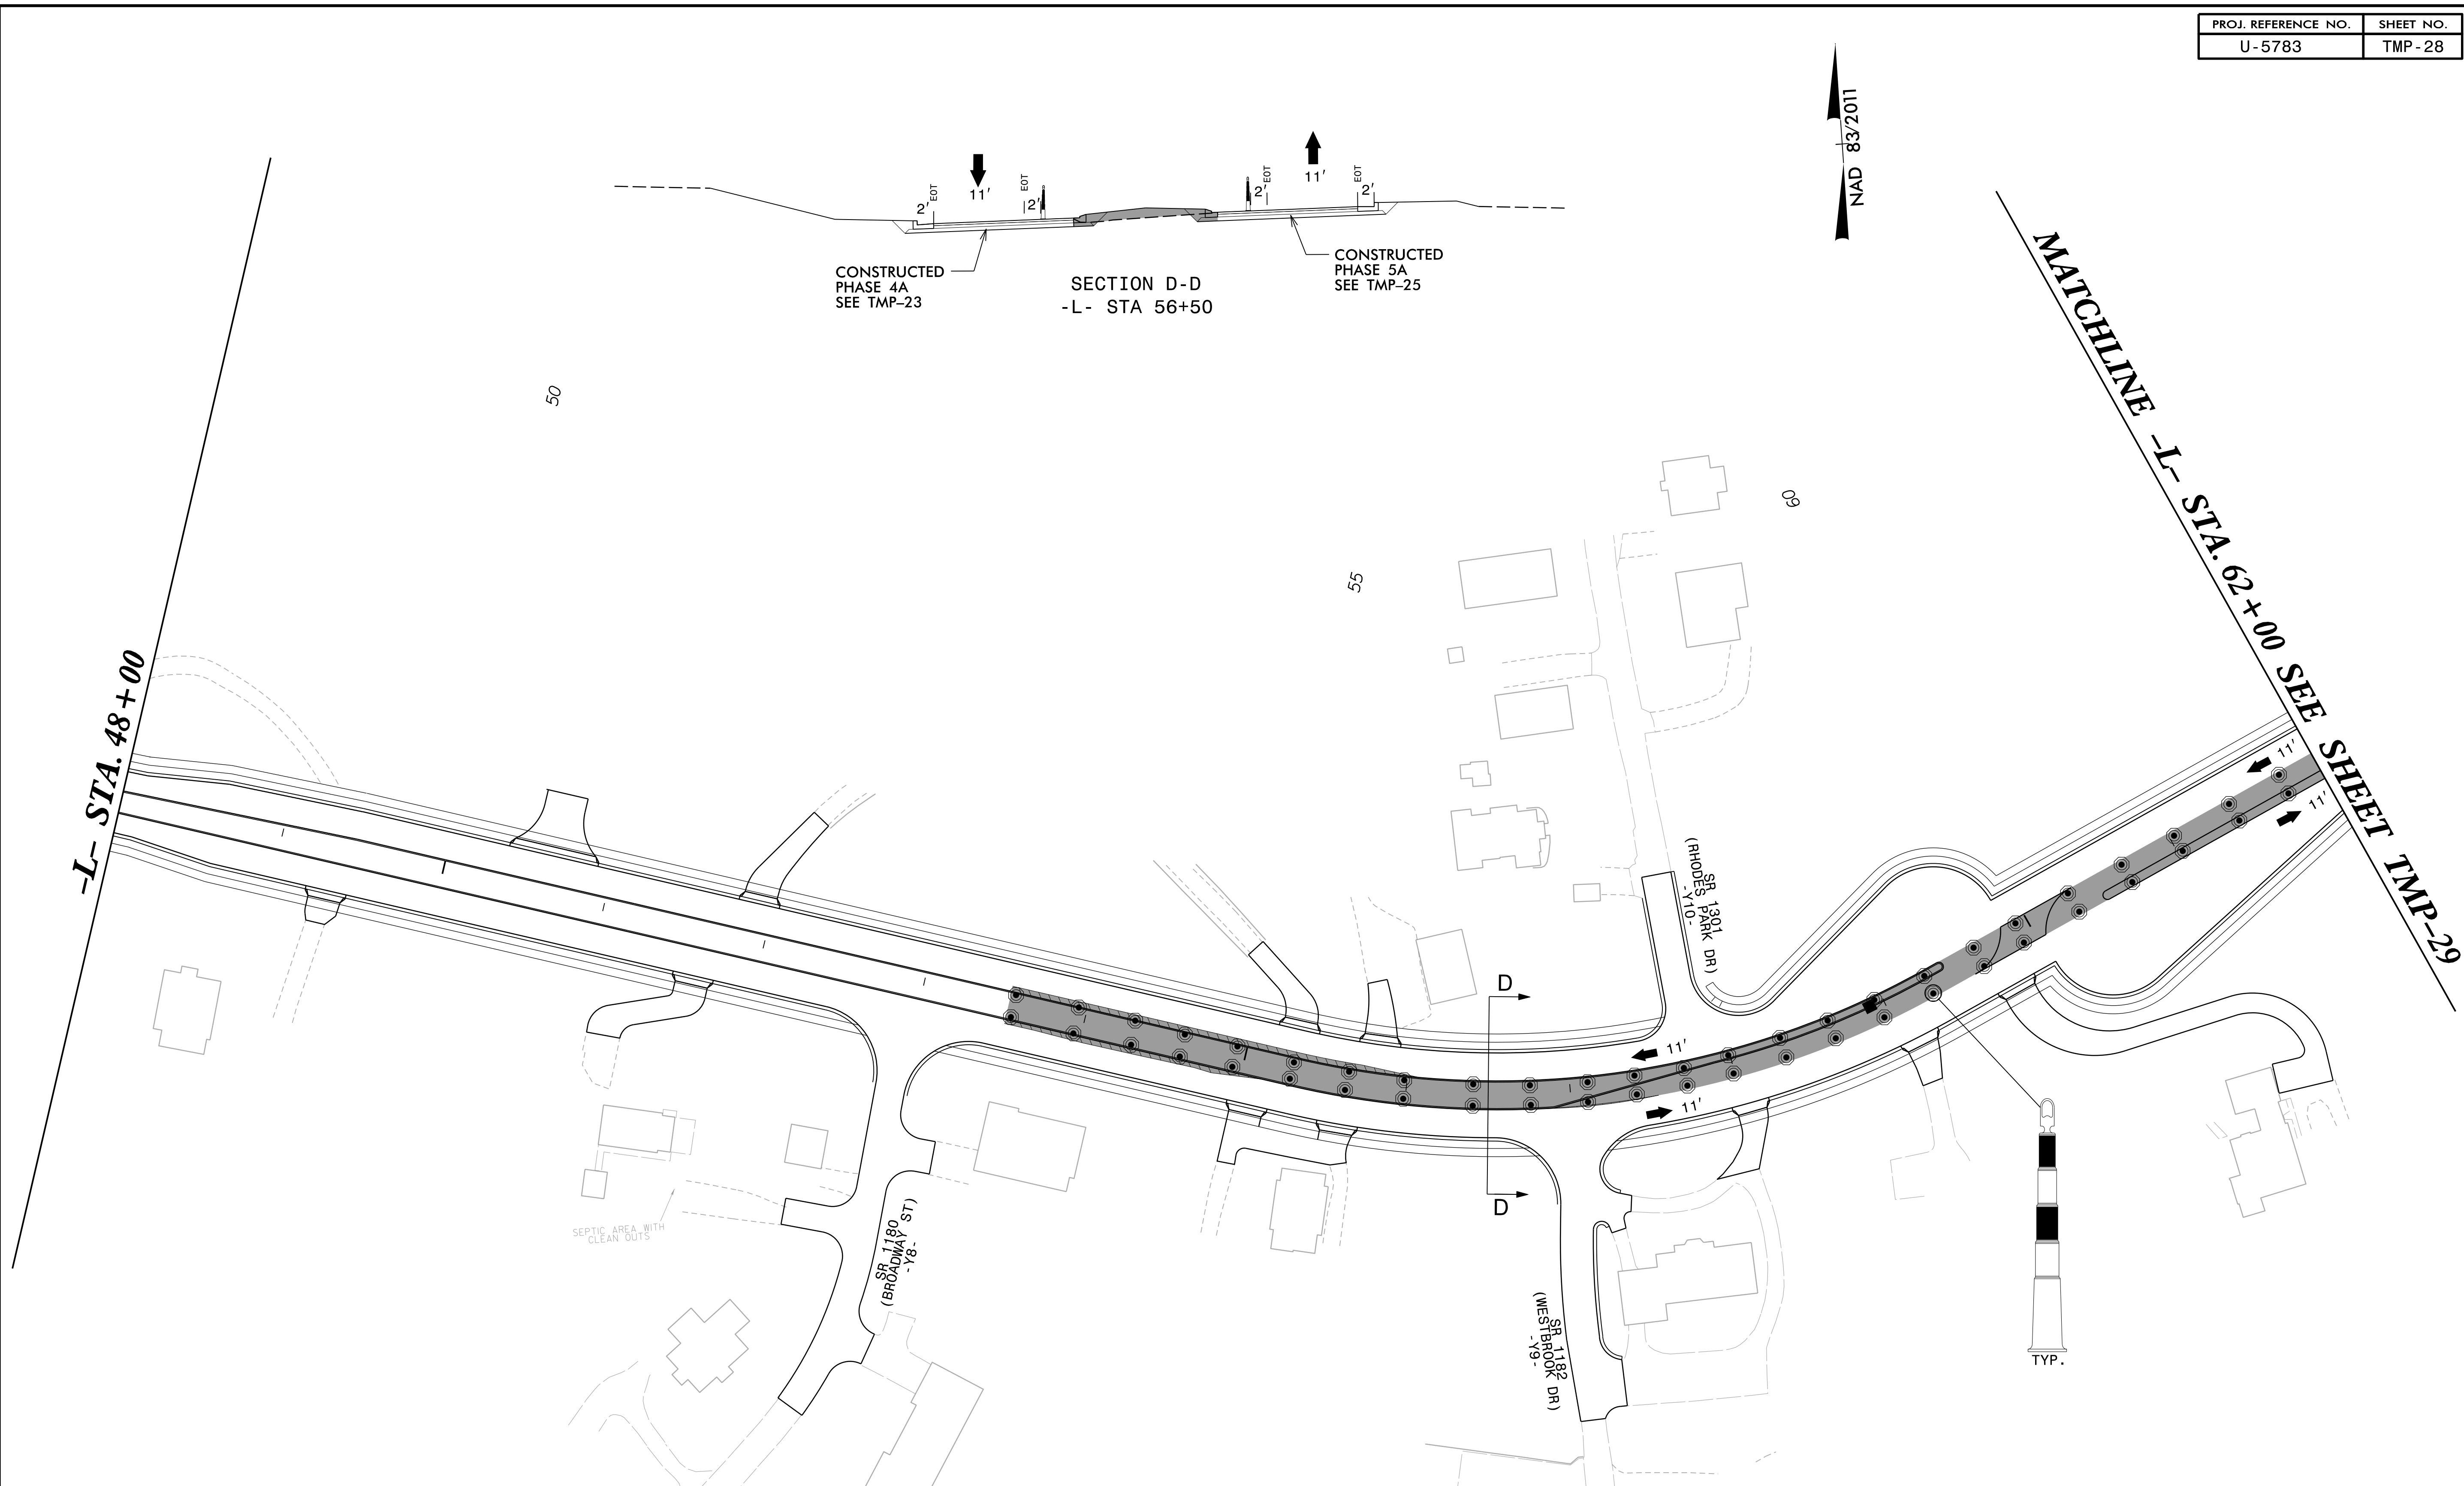 PROJ. REFERENCE NO.
SHEET NO.
U-5783
TMP-28
NAD 83/2011
EOT
11'
EOT
2'
2'
2'
EOT
11'
EOT
2'
CONSTRUCTED
PHASE 4A
SEE TMP-23
SECTION D-D
-L- STA 56+50
CONSTRUCTED
PHASE 5A
SEE TMP-25
50
55
60
-L- STA. 48+00
MATCHLINE -L- STA. 62+00 SEE SHEET TMP-29
11'
11'
SR 1301
(RHODES PARK DR)
-Y10-
D
11'
11'
D
SEPTIC AREA WITH
CLEAN OUTS
SR 1180
(BROADWAY ST)
-Y8-
SR 1182
(WESTBROOK DR)
-Y9-
TYP.